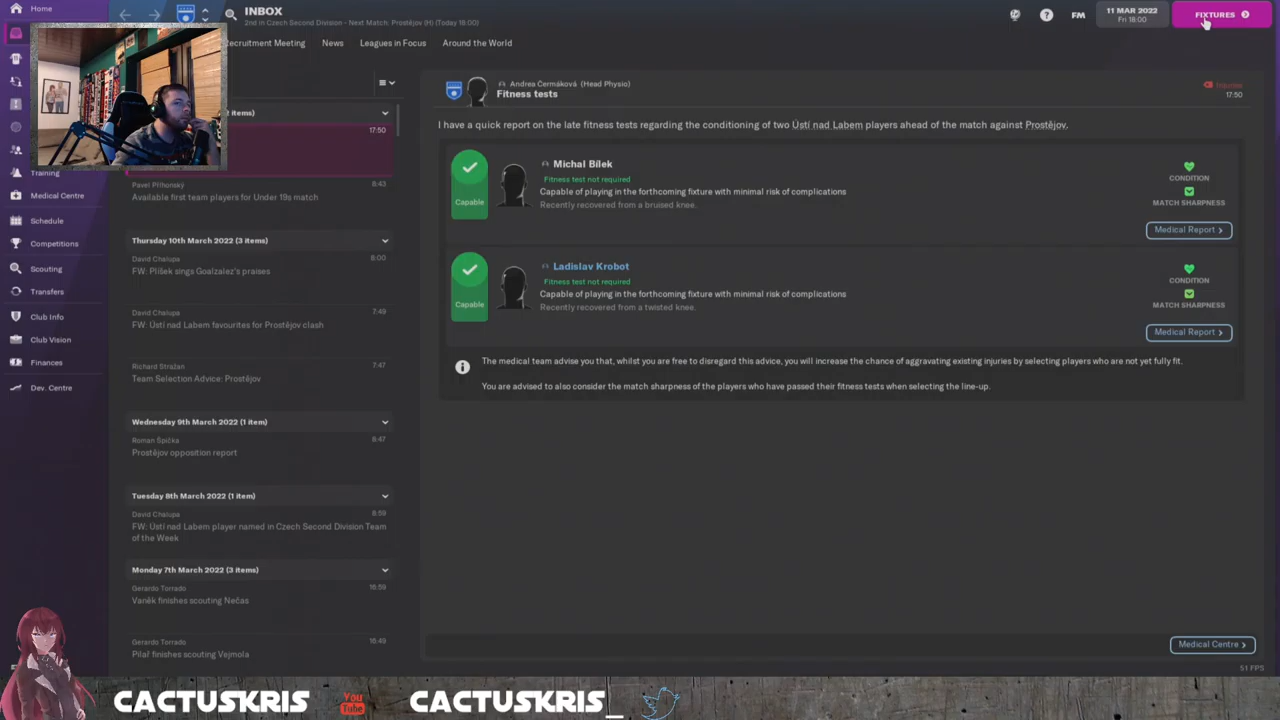 Home
INBOX
2nd in Czech Second Division - Next Match: Prostějov (H) (Today 18:00)
FM
11 MAR 2022
Fri 18:00
FIXTURES
Recruitment Meeting
News
Leagues in Focus
Around the World
Training
Medical Centre
Schedule
Competitions
Scouting
Transfers
Club Info
Club Vision
Finances
Dev. Centre
items)
17:50
Pavel Plíhonský
8:43
Available first team players for Under 19s match
Thursday 10th March 2022 (3 items)
David Chalupa
8:00
FW: Plíšek sings Goalzalez's praises
David Chalupa
7:49
FW: Ústí nad Labem favourites for Prostějov clash
Richard Stražan
7:47
Team Selection Advice: Prostějov
Wednesday 9th March 2022 (1 item)
Roman Špička
8:47
Prostějov opposition report
Tuesday 8th March 2022 (1 item)
David Chalupa
8:59
FW: Ústí nad Labem player named in Czech Second Division Team
of the Week
Monday 7th March 2022 (3 items)
Gerardo Torrado
16:59
Vaněk finishes scouting Nečas
Gerardo Torrado
16:49
Pilař finishes scouting Vejmola
Andrea Čermáková (Head Physio)
Fitness tests
Injuries
17:50
I have a quick report on the late fitness tests regarding the conditioning of two Ústí nad Labem players ahead of the match against Prostějov.
Capable
Michal Bílek
Fitness test not required
Capable of playing in the forthcoming fixture with minimal risk of complications
Recently recovered from a bruised knee.
CONDITION
MATCH SHARPNESS
Medical Report
Capable
Ladislav Krobot
Fitness test not required
Capable of playing in the forthcoming fixture with minimal risk of complications
Recently recovered from a twisted knee.
CONDITION
MATCH SHARPNESS
Medical Report
The medical team advise you that, whilst you are free to disregard this advice, you will increase the chance of aggravating existing injuries by selecting players who are not yet fully fit.
You are advised to also consider the match sharpness of the players who have passed their fitness tests when selecting the line-up.
Medical Centre
51 FPS
CACTUSKRIS
You
Tube
CACTUSKRIS_